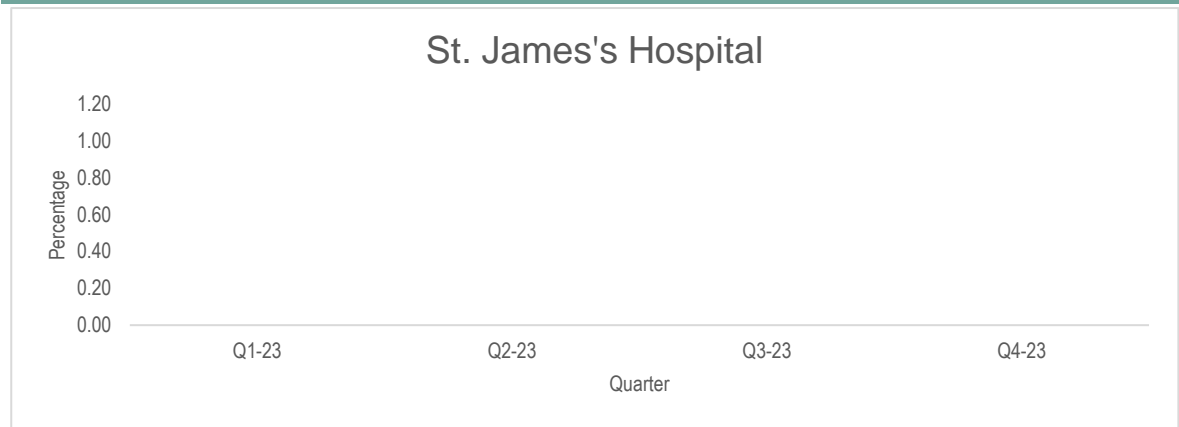 St. James's Hospital
1.20
1.00
0.80
0.60
0.40
0.20
0.00
Percentage
Q1-23 Q2-23 Q3-23 Q4-23
Quarter